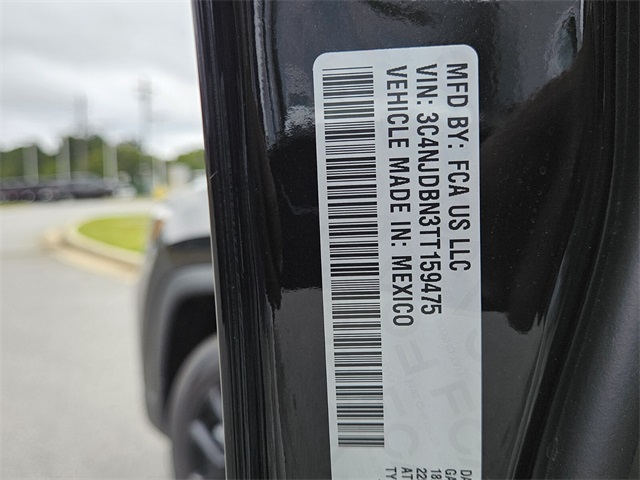 MFD BY: FCA US LLC
VIN: 3C4NJDBN3TT159475
VEHICLE MADE IN: MEXICO